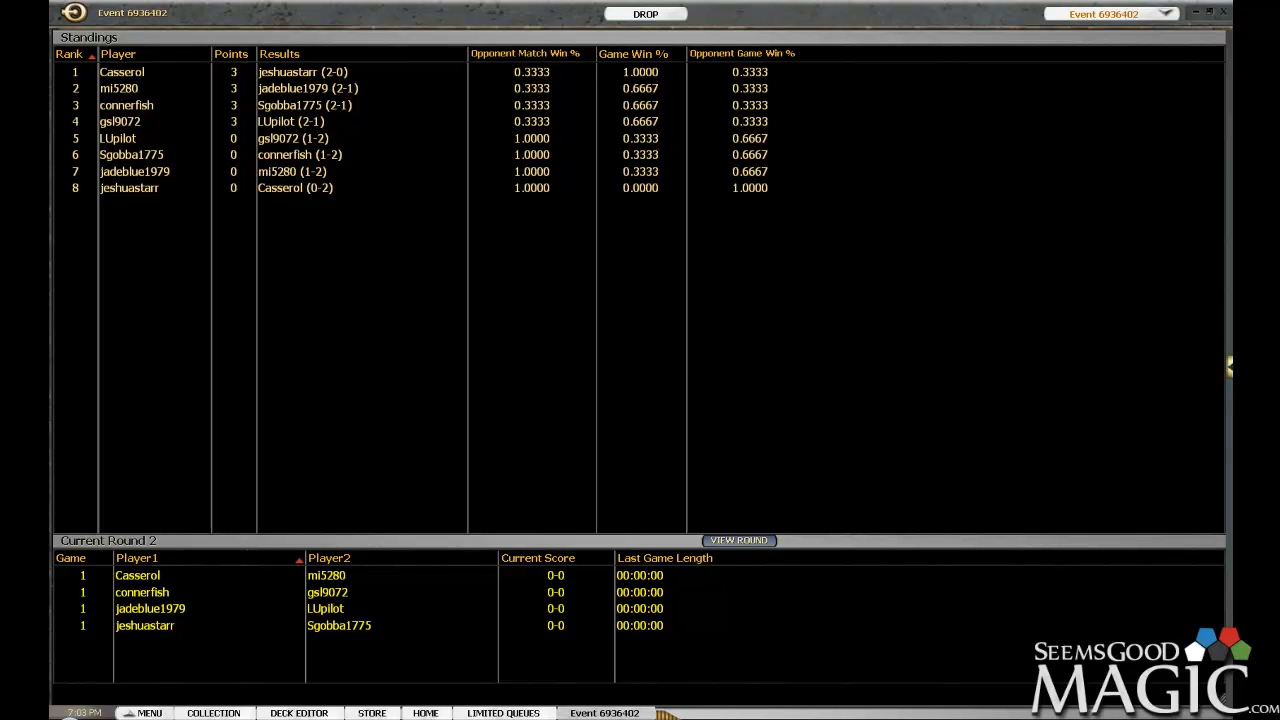 Event 6936402 DROP Event 6936402
Standings
Rank Player Points Results Opponent Match Win % Game Win % Opponent Game Win %
1 Casserol 3 jeshuastarr (2-0) 0.3333 1.0000 0.3333
2 mi5280 3 jadeblue1979 (2-1) 0.3333 0.6667 0.3333
3 connerfish 3 Sgobba1775 (2-1) 0.3333 0.6667 0.3333
4 gsl9072 3 LUpilot (2-1) 0.3333 0.6667 0.3333
5 LUpilot 0 gsl9072 (1-2) 1.0000 0.3333 0.6667
6 Sgobba1775 0 connerfish (1-2) 1.0000 0.3333 0.6667
7 jadeblue1979 0 mi5280 (1-2) 1.0000 0.3333 0.6667
8 jeshuastarr 0 Casserol (0-2) 1.0000 0.0000 1.0000
Current Round 2 VIEW ROUND
Game Player1 Player2 Current Score Last Game Length
1 Casserol mi5280 0-0 00:00:00
1 connerfish gsl9072 0-0 00:00:00
1 jadeblue1979 LUpilot 0-0 00:00:00
1 jeshuastarr Sgobba1775 0-0 00:00:00
SEEMSGOOD
MAGIC.COM
7:03 PM MENU COLLECTION DECK EDITOR STORE HOME LIMITED QUEUES Event 6936402